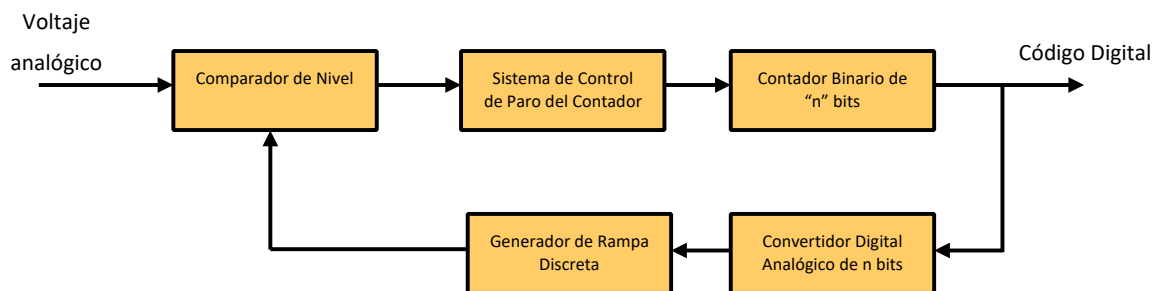 Voltaje
analógico
Comparador de Nivel
Sistema de Control
de Paro del Contador
Contador Binario de
“n” bits
Código Digital
Generador de Rampa
Discreta
Convertidor Digital
Analógico de n bits